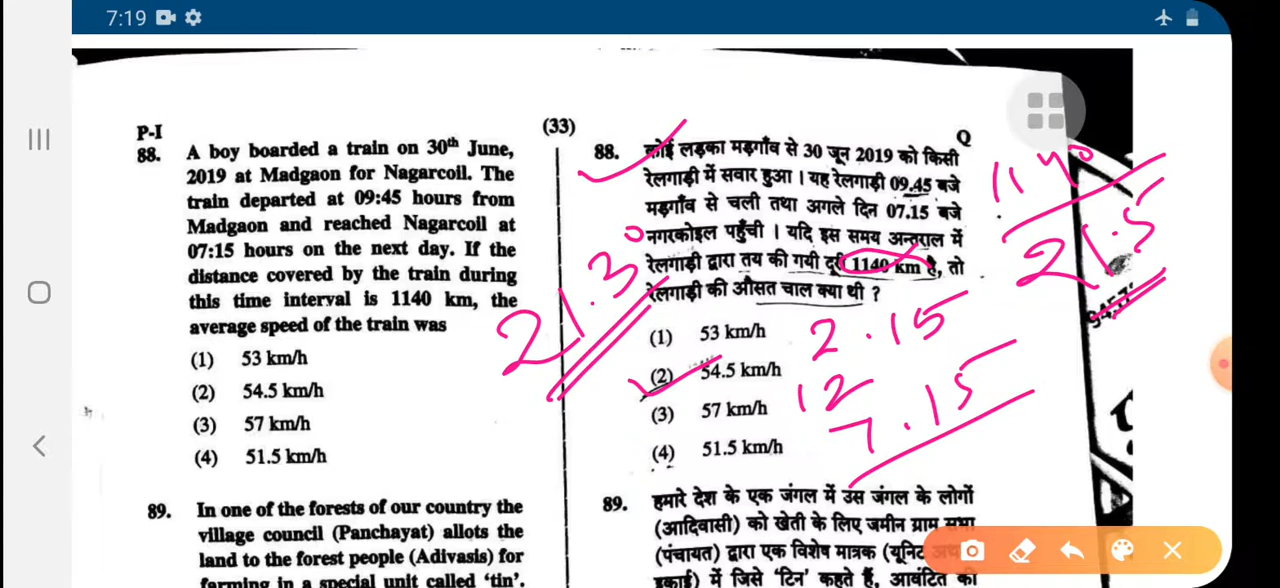 7:19
P-I
(33)
Q
88. A boy boarded a train on 30th June,
2019 at Madgaon for Nagarcoil. The
train departed at 09:45 hours from
Madgaon and reached Nagarcoil at
07:15 hours on the next day. If the
distance covered by the train during
this time interval is 1140 km, the
average speed of the train was
(1) 53 km/h
(2) 54.5 km/h
(3) 57 km/h
(4) 51.5 km/h
89. In one of the forests of our country the
village council (Panchayat) allots the
land to the forest people (Adivasis) for
farming in a special unit called ‘tin’.
88. कोई लड़का मड़गाँव से 30 जून 2019 को किसी
रेलगाड़ी में सवार हुआ । यह रेलगाड़ी 09.45 बजे
मड़गाँव से चली तथा अगले दिन 07.15 बजे
नगरकोइल पहुँची । यदि इस समय अन्तराल में
रेलगाड़ी द्वारा तय की गयी दूरी 1140 km है, तो
रेलगाड़ी की औसत चाल क्या थी ?
(1) 53 km/h
(2) 54.5 km/h
(3) 57 km/h
(4) 51.5 km/h
89. हमारे देश के एक जंगल में उस जंगल के लोगों
(आदिवासी) को खेती के लिए जमीन ग्राम सभा
(पंचायत) द्वारा एक विशेष मात्रक (यूनिट
इकाई) में जिसे ‘टिन’ कहते हैं, आवंटित की
21.30
2.15
12
7.15
1140
21.5